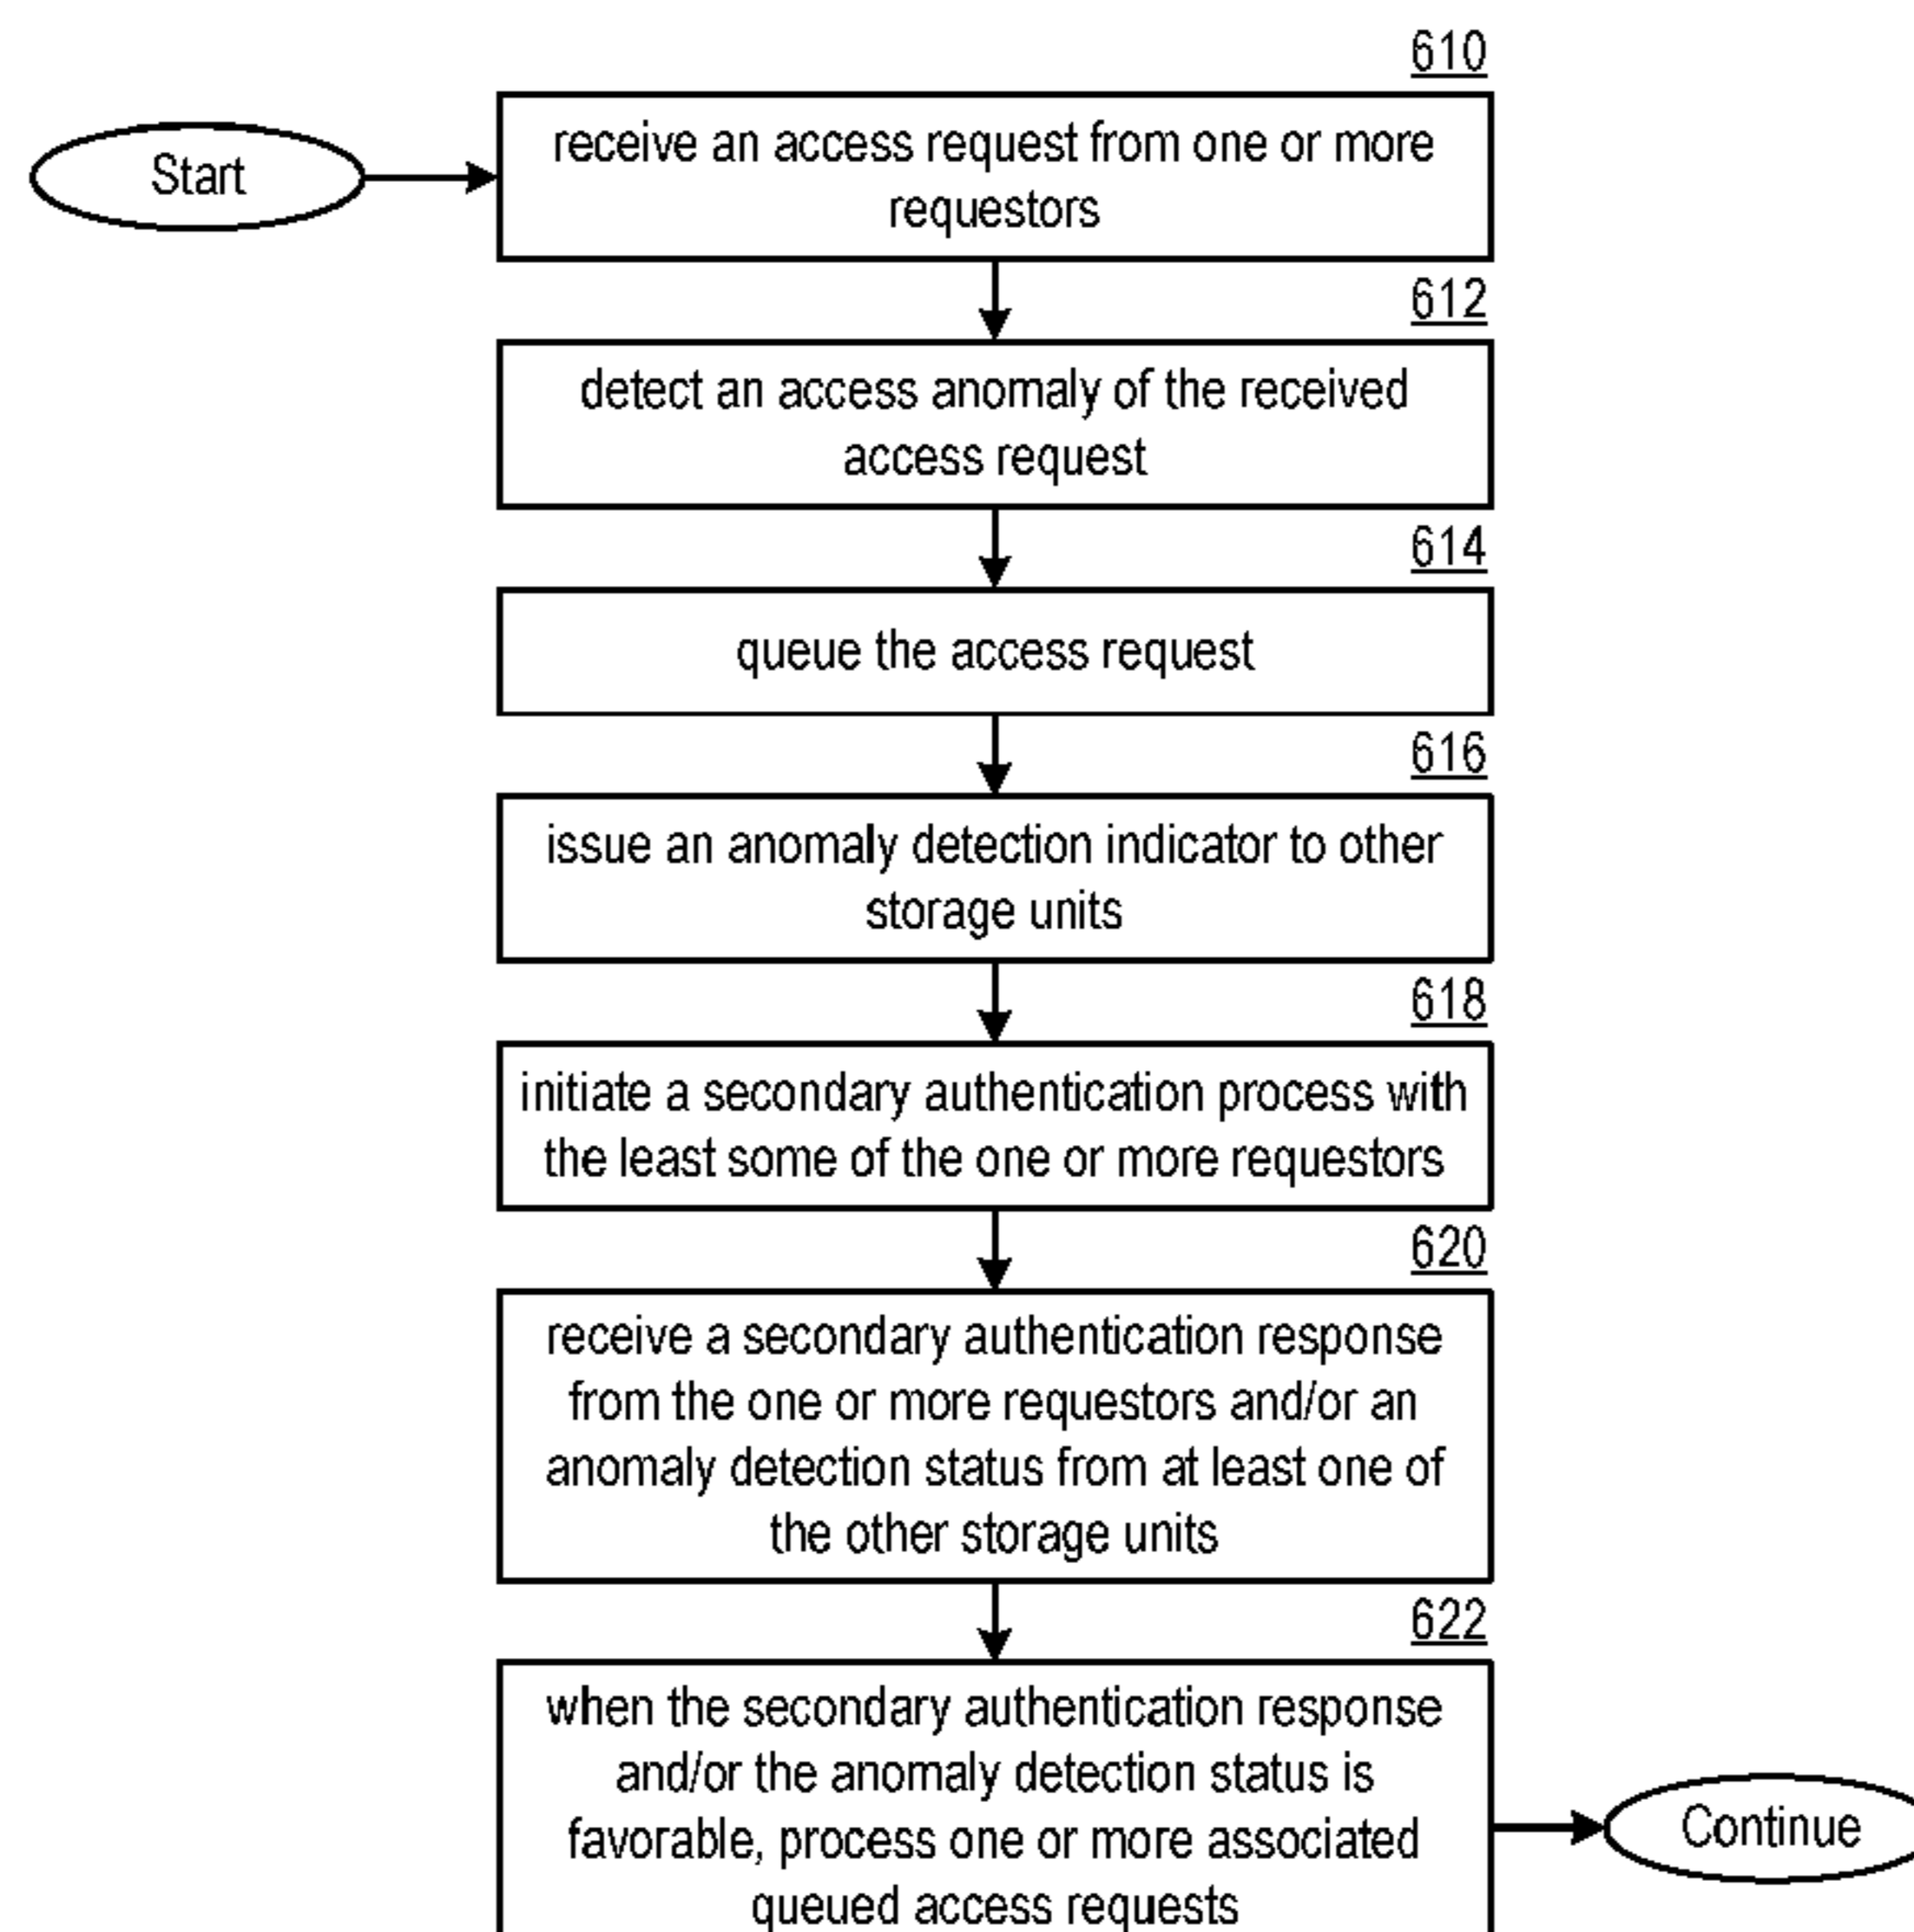 610
Start
receive an access request from one or more
requestors
612
detect an access anomaly of the received
access request
614
queue the access request
616
issue an anomaly detection indicator to other
storage units
618
initiate a secondary authentication process with
the least some of the one or more requestors
620
receive a secondary authentication response
from the one or more requestors and/or an
anomaly detection status from at least one of
the other storage units
622
when the secondary authentication response
and/or the anomaly detection status is
favorable, process one or more associated
queued access requests
Continue